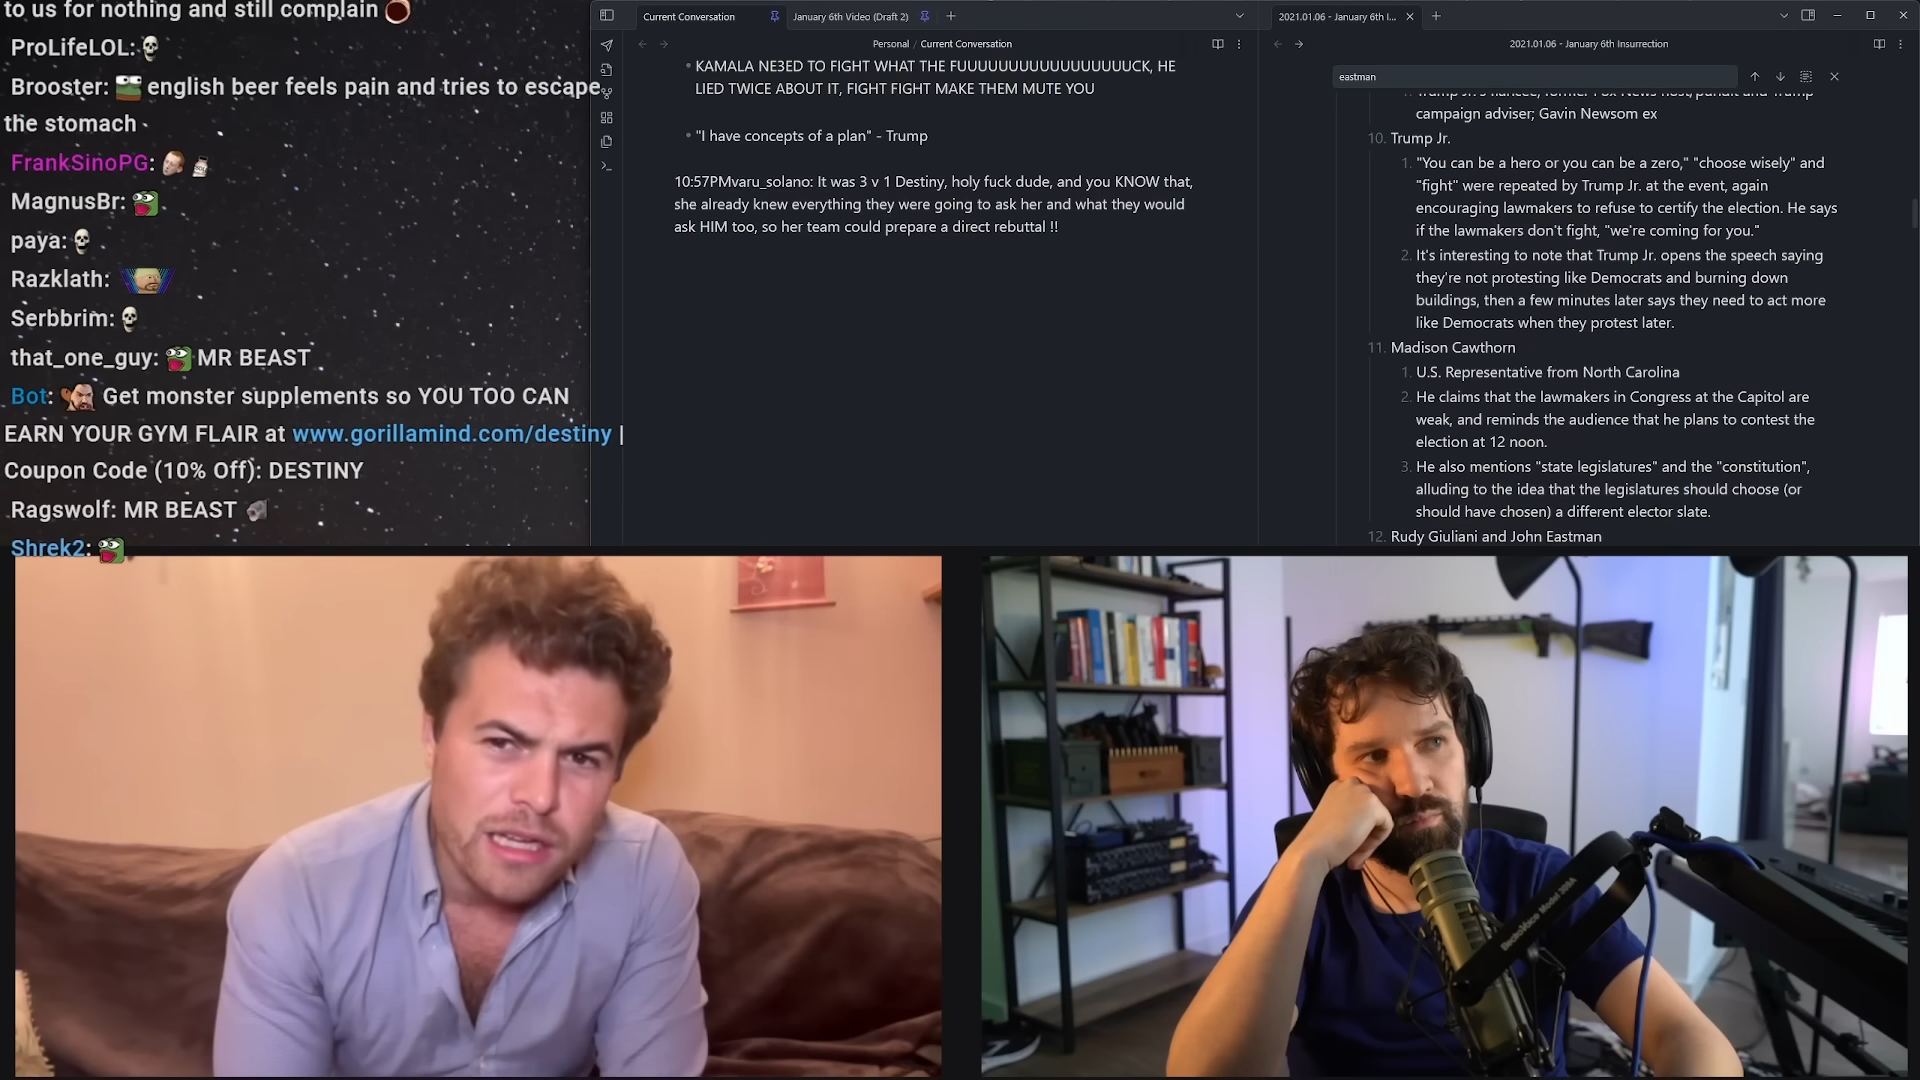 to us for nothing and still complain
ProLifeLOL:
Brooster: english beer feels pain and tries to escape
the stomach
FrankSinoPG:
MagnusBr:
paya:
Razklath:
Serbbrim:
that_one_guy: MR BEAST
Bot: Get monster supplements so YOU TOO CAN
EARN YOUR GYM FLAIR at www.gorillamind.com/destiny |
Coupon Code (10% Off): DESTINY
Ragswolf: MR BEAST
Shrek2:
Current Conversation
January 6th Video (Draft 2)
Personal / Current Conversation
KAMALA NE3ED TO FIGHT WHAT THE FUUUUUUUUUUUUUUUUUCK, HE
LIED TWICE ABOUT IT, FIGHT FIGHT MAKE THEM MUTE YOU
"I have concepts of a plan" - Trump
10:57PMvaru_solano: It was 3 v 1 Destiny, holy fuck dude, and you KNOW that,
she already knew everything they were going to ask her and what they would
ask HIM too, so her team could prepare a direct rebuttal !!
2021.01.06 - January 6th I...
2021.01.06 - January 6th Insurrection
eastman
1. Trump Jr.'s fiancee, former Fox News host, pundit and Trump
campaign adviser; Gavin Newsom ex
10. Trump Jr.
1. "You can be a hero or you can be a zero," "choose wisely" and
"fight" were repeated by Trump Jr. at the event, again
encouraging lawmakers to refuse to certify the election. He says
if the lawmakers don't fight, "we're coming for you."
2. It's interesting to note that Trump Jr. opens the speech saying
they're not protesting like Democrats and burning down
buildings, then a few minutes later says they need to act more
like Democrats when they protest later.
11. Madison Cawthorn
1. U.S. Representative from North Carolina
2. He claims that the lawmakers in Congress at the Capitol are
weak, and reminds the audience that he plans to contest the
election at 12 noon.
3. He also mentions "state legislatures" and the "constitution",
alluding to the idea that the legislatures should choose (or
should have chosen) a different elector slate.
12. Rudy Giuliani and John Eastman